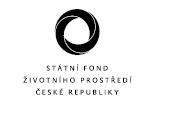 STÁTNÍ FOND
ŽIVOTNÍHO PROSTŘEDÍ
ČESKÉ REPUBLIKY